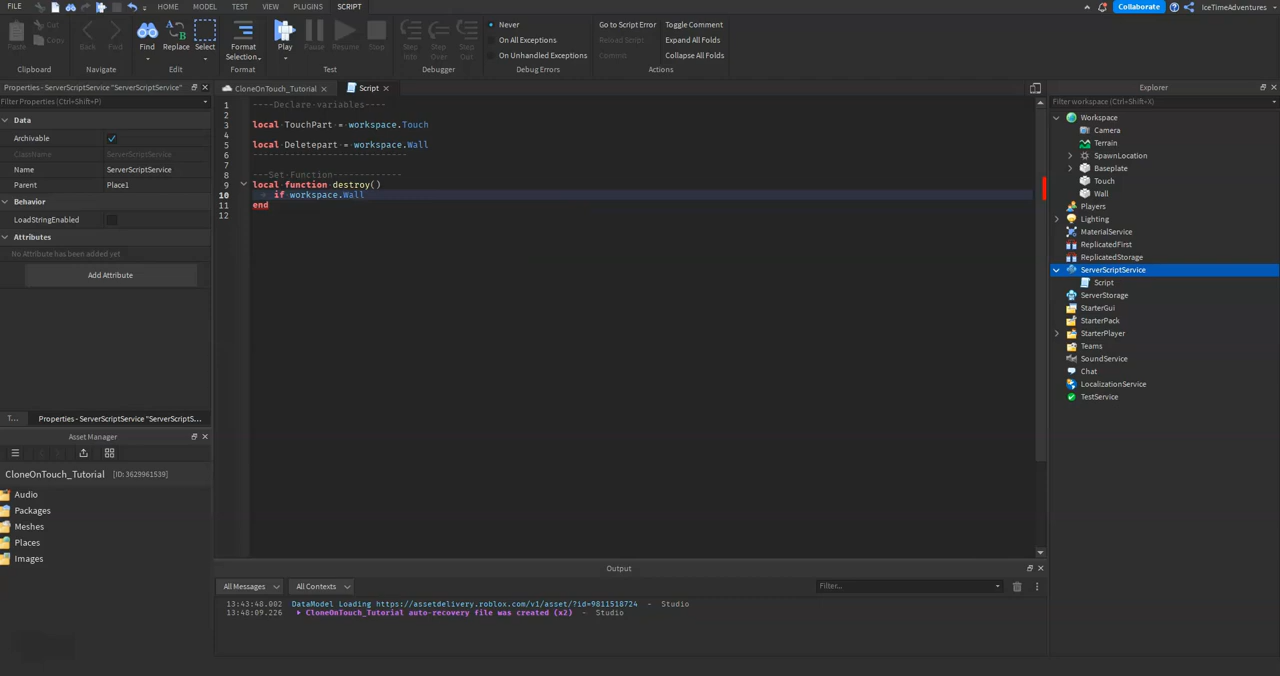 FILE HOME MODEL TEST VIEW PLUGINS SCRIPT Collaborate IceTimeAdventures
Paste Cut Copy Back Find Replace Select Format Selection... Play Pause Resume Stop Step Into Step Over Step Out Never Go to Script Error Toggle Comment
On All Exceptions Reload Script Expand All Folds
On Unhandled Exceptions Commit Collapse All Folds
Clipboard Navigate Edit Format Test Debugger Debug Errors Actions
Properties - ServerScriptService "ServerScriptService"
Filter Properties (Ctrl+Shift+P)
Data
Archivable
ClassName ServerScriptService
Name ServerScriptService
Parent Place1
Behavior
LoadStringEnabled
Attributes
No Attribute has been added yet
Add Attribute
T... Properties - ServerScriptService "ServerScriptS...
Asset Manager
CloneOnTouch_Tutorial [ID: 3629961539]
Audio
Packages
Meshes
Places
Images
CloneOnTouch_Tutorial Script
1 ----Declare variables----
2
3 local TouchPart = workspace.Touch
4
5 local Deletepart = workspace.Wall
6 ----------------------------
7
8 ---Set Function-------------
9 local function destroy()
10 if workspace.Wall
11 end
12
Output
All Messages All Contexts Filter...
13:43:48.002 DataModel Loading https://assetdelivery.roblox.com/v1/asset/?id=9811518724 - Studio
13:48:09.226 CloneOnTouch_Tutorial auto-recovery file was created (x2) - Studio
Explorer
Filter workspace (Ctrl+Shift+X)
Workspace
Camera
Terrain
SpawnLocation
Baseplate
Touch
Wall
Players
Lighting
MaterialService
ReplicatedFirst
ReplicatedStorage
ServerScriptService
Script
ServerStorage
StarterGui
StarterPack
StarterPlayer
Teams
SoundService
Chat
LocalizationService
TestService